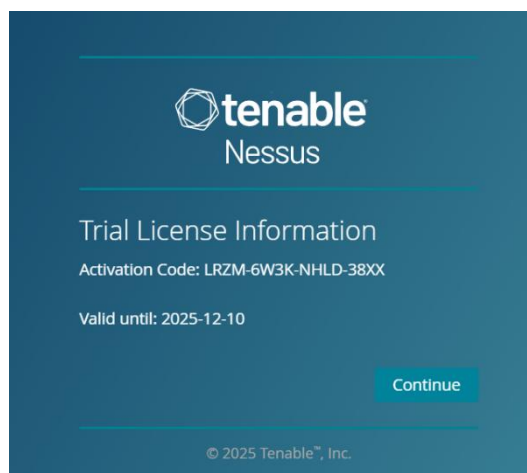 tenable
Nessus
Trial License Information
Activation Code: LRZM-6W3K-NHLD-38XX
Valid until: 2025-12-10
Continue
© 2025 Tenable™, Inc.